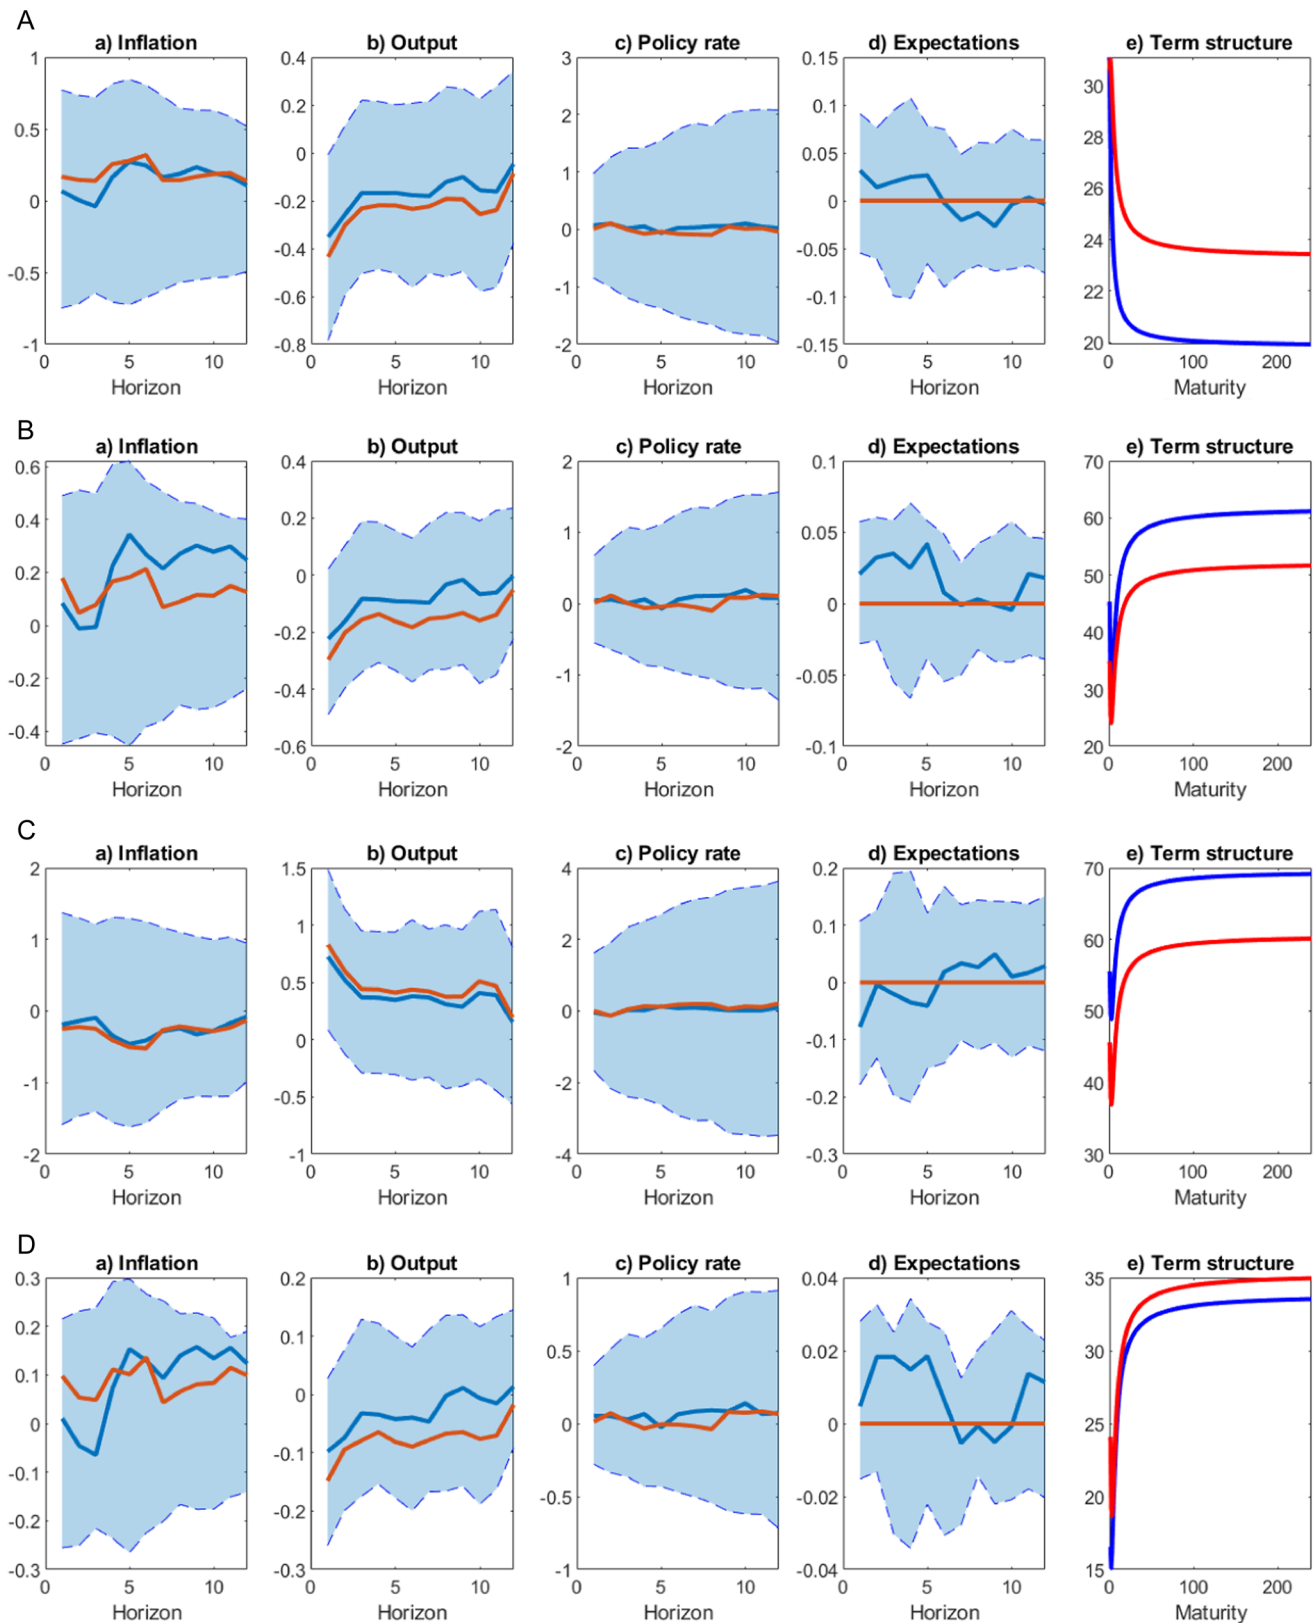 A
a) Inflation b) Output c) Policy rate d) Expectations e) Term structure
1 0.4 3 0.15 30
0.5 0.2 2 0.1 28
0 0 1 0.05 26
-0.5 -0.2 0 0 24
-1 -0.4 -1 -0.05 22
-0.6 -2 -0.1 20
-0.8 -0.15
0 5 10 0 5 10 0 5 10 0 5 10 0 100 200
Horizon Horizon Horizon Horizon Maturity
B
a) Inflation b) Output c) Policy rate d) Expectations e) Term structure
0.6 0.4 2 0.1 70
0.4 0.2 1 0.05 60
0.2 0 0 0 50
0 -0.2 -1 -0.05 40
-0.2 -0.4 -2 -0.1 30
-0.4 -0.6 20
0 5 10 0 5 10 0 5 10 0 5 10 0 100 200
Horizon Horizon Horizon Horizon Maturity
C
a) Inflation b) Output c) Policy rate d) Expectations e) Term structure
2 1.5 4 0.2 70
1 1 2 0.1 60
0 0.5 0 0 50
-1 0 -2 -0.1 40
-2 -0.5 -4 -0.2 30
-1 -0.3
0 5 10 0 5 10 0 5 10 0 5 10 0 100 200
Horizon Horizon Horizon Horizon Maturity
D
a) Inflation b) Output c) Policy rate d) Expectations e) Term structure
0.3 0.2 1 0.04 35
0.2 0.1 0.5 0.02 30
0.1 0 0 0 25
0 -0.1 -0.5 -0.02 20
-0.1 -0.2 -1 -0.04 15
-0.2 -0.3
-0.3
0 5 10 0 5 10 0 5 10 0 5 10 0 100 200
Horizon Horizon Horizon Horizon Maturity